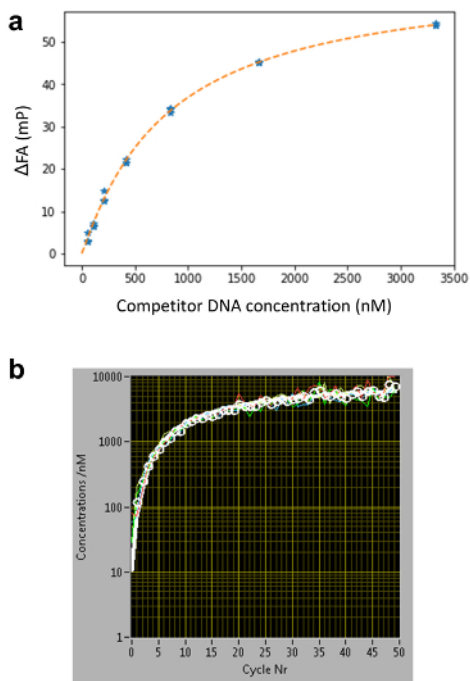 a
ΔFA (mP)
60
50
40
30
20
10
0
0 500 1000 1500 2000 2500 3000 3500
Competitor DNA concentration (nM)
b
Concentrations /nM
10000
1000
100
10
1
0 5 10 15 20 25 30 35 40 45 50
Cycle Nr